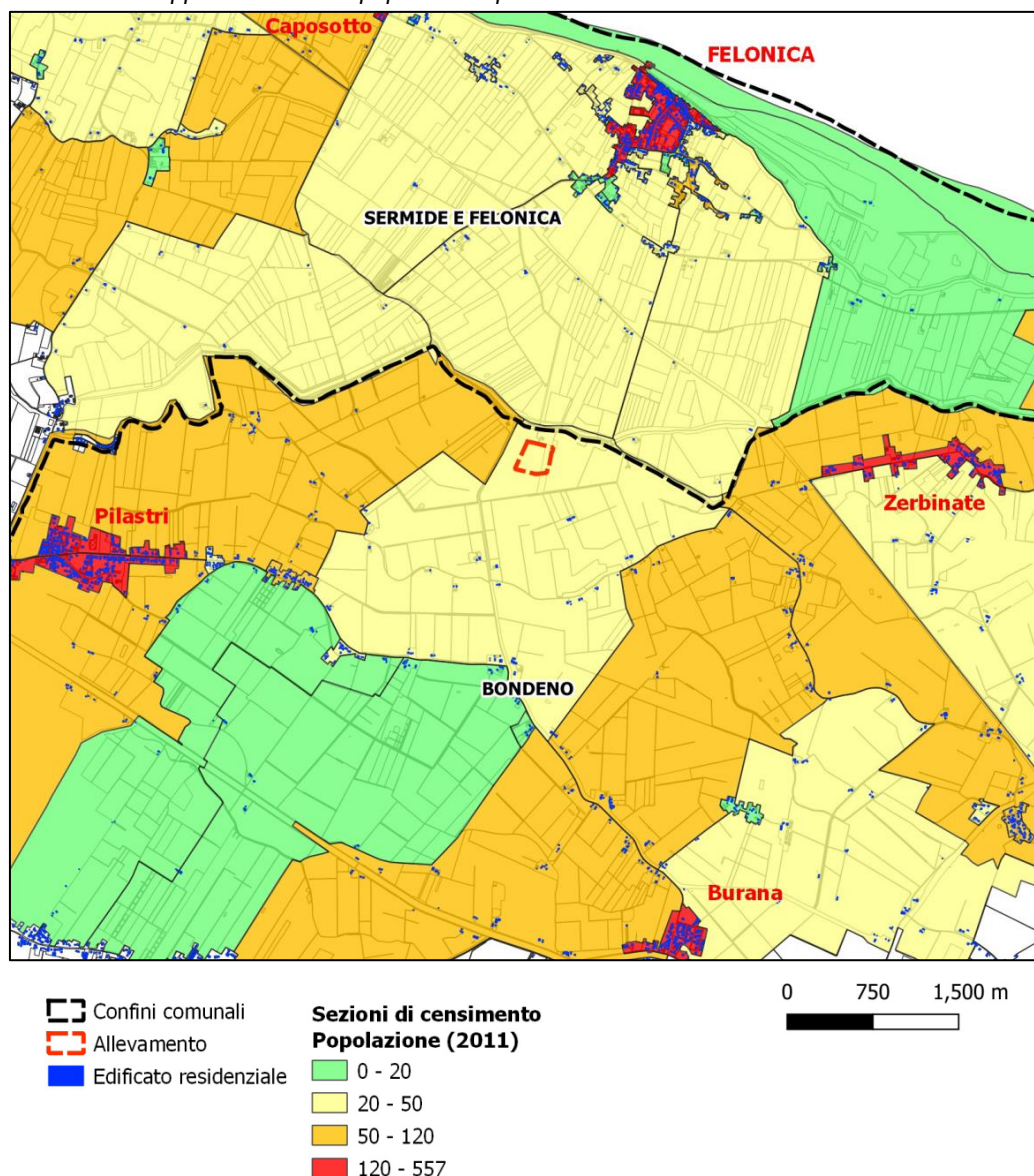 Caposotto
FELONICA
SERMIDE E FELONICA
Pilastri
Zerbinate
BONDENO
Burana
Confini comunali
Allevamento
Edificato residenziale
Sezioni di censimento
Popolazione (2011)
0 - 20
20 - 50
50 - 120
120 - 557
0 750 1,500 m